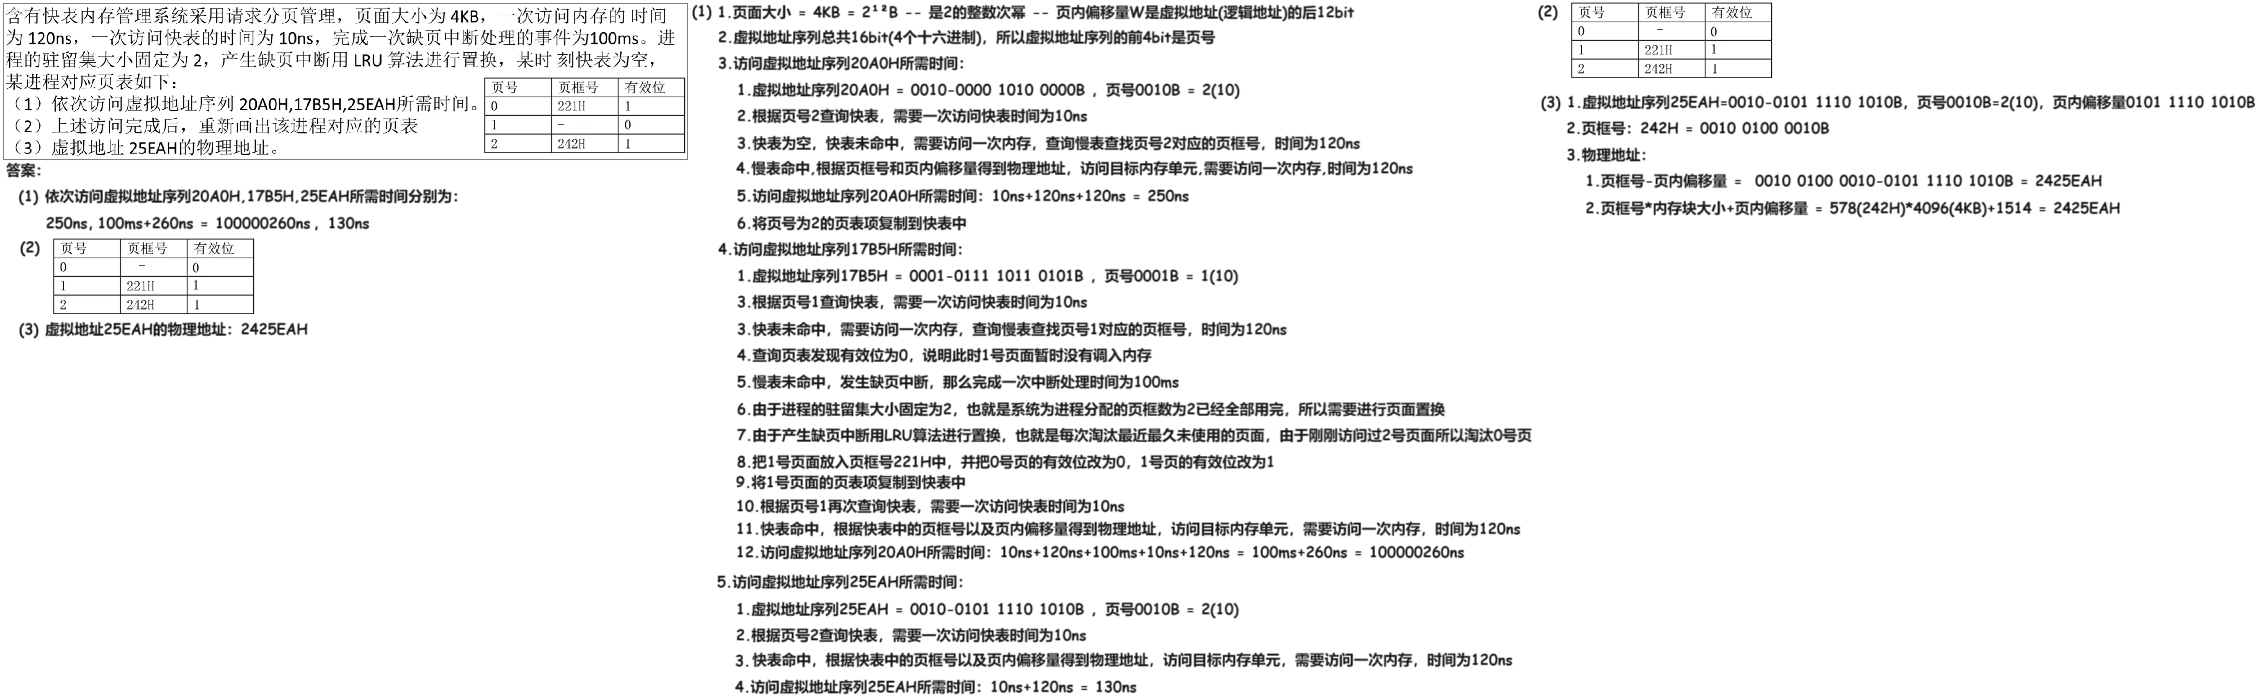 含有快表内存管理系统采用请求分页管理，页面大小为 4KB，一次访问内存的 时间
为 120ns，一次访问快表的时间为 10ns，完成一次缺页中断处理的事件为100ms。进
程的驻留集大小固定为 2，产生缺页中断用 LRU 算法进行置换，某时 刻快表为空，
某进程对应页表如下：
（1）依次访问虚拟地址序列 20A0H,17B5H,25EAH所需时间。
（2）上述访问完成后，重新画出该进程对应的页表
（3）虚拟地址 25EAH的物理地址。
页号 页框号 有效位
0 221H 1
1 - 0
2 242H 1
答案：
(1) 依次访问虚拟地址序列20A0H,17B5H,25EAH所需时间分别为：
250ns, 100ms+260ns = 100000260ns , 130ns
(2)
页号 页框号 有效位
0 - 0
1 221H 1
2 242H 1
(3) 虚拟地址25EAH的物理地址：2425EAH
(1) 1.页面大小 = 4KB = 2¹²B -- 是2的整数次幂 -- 页内偏移量W是虚拟地址(逻辑地址)的后12bit
2.虚拟地址序列总共16bit(4个十六进制)，所以虚拟地址序列的前4bit是页号
3.访问虚拟地址序列20A0H所需时间：
1.虚拟地址序列20A0H = 0010-0000 1010 0000B , 页号0010B = 2(10)
2.根据页号2查询快表，需要一次访问快表时间为10ns
3.快表为空，快表未命中，需要访问一次内存，查询慢表查找页号2对应的页框号，时间为120ns
4.慢表命中,根据页框号和页内偏移量得到物理地址，访问目标内存单元,需要访问一次内存,时间为120ns
5.访问虚拟地址序列20A0H所需时间：10ns+120ns+120ns = 250ns
6.将页号为2的页表项复制到快表中
4.访问虚拟地址序列17B5H所需时间：
1.虚拟地址序列17B5H = 0001-0111 1011 0101B , 页号0001B = 1(10)
3.根据页号1查询快表，需要一次访问快表时间为10ns
3.快表未命中，需要访问一次内存，查询慢表查找页号1对应的页框号，时间为120ns
4.查询页表发现有效位为0，说明此时1号页面暂时没有调入内存
5.慢表未命中，发生缺页中断，那么完成一次中断处理时间为100ms
6.由于进程的驻留集大小固定为2，也就是系统为进程分配的页框数为2已经全部用完，所以需要进行页面置换
7.由于产生缺页中断用LRU算法进行置换，也就是每次淘汰最近最久未使用的页面，由于刚刚访问过2号页面所以淘汰0号页
8.把1号页面放入页框号221H中，并把0号页的有效位改为0，1号页的有效位改为1
9.将1号页面的页表项复制到快表中
10.根据页号1再次查询快表，需要一次访问快表时间为10ns
11.快表命中，根据快表中的页框号以及页内偏移量得到物理地址，访问目标内存单元，需要访问一次内存，时间为120ns
12.访问虚拟地址序列20A0H所需时间：10ns+120ns+100ms+10ns+120ns = 100ms+260ns = 100000260ns
5.访问虚拟地址序列25EAH所需时间：
1.虚拟地址序列25EAH = 0010-0101 1110 1010B , 页号0010B = 2(10)
2.根据页号2查询快表，需要一次访问快表时间为10ns
3.快表命中，根据快表中的页框号以及页内偏移量得到物理地址，访问目标内存单元，需要访问一次内存，时间为120ns
4.访问虚拟地址序列25EAH所需时间：10ns+120ns = 130ns
(2)
页号 页框号 有效位
0 - 0
1 221H 1
2 242H 1
(3) 1.虚拟地址序列25EAH=0010-0101 1110 1010B，页号0010B=2(10)，页内偏移量0101 1110 1010B
2.页框号：242H = 0010 0100 0010B
3.物理地址：
1.页框号-页内偏移量 = 0010 0100 0010-0101 1110 1010B = 2425EAH
2.页框号*内存块大小+页内偏移量 = 578(242H)*4096(4KB)+1514 = 2425EAH